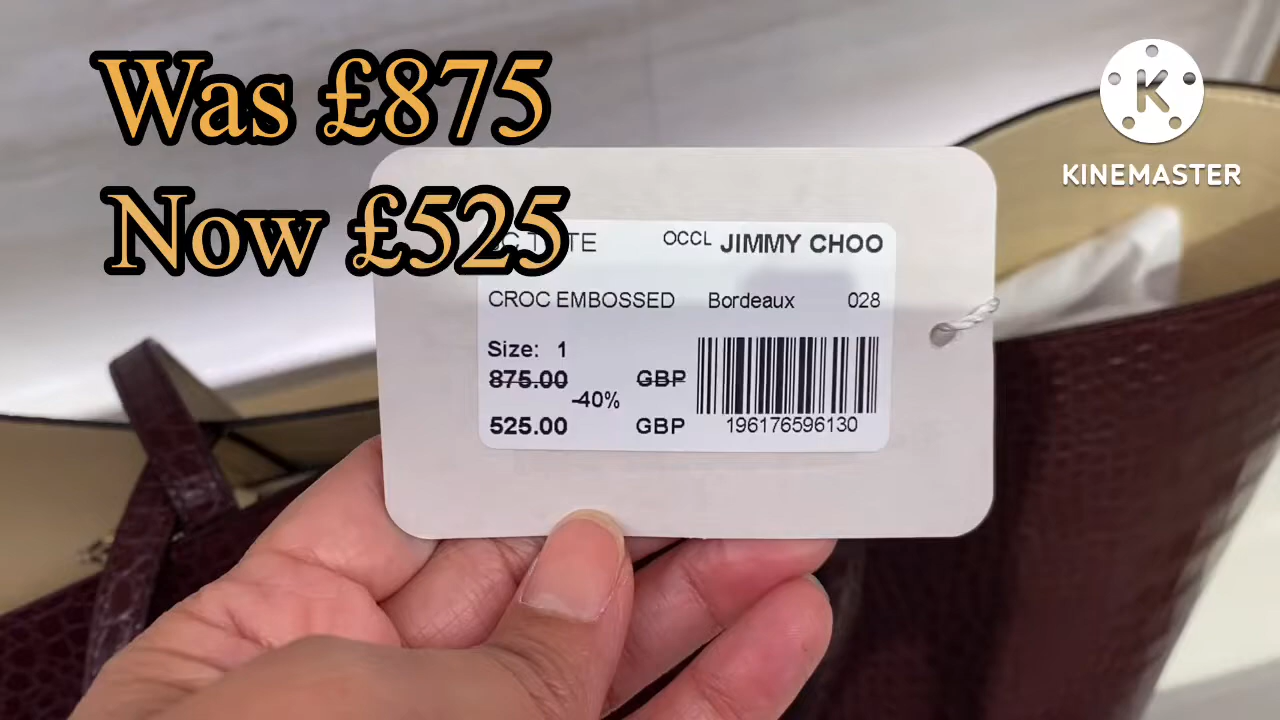 Was £875
Now £525
KINEMASTER
OCCL JIMMY CHOO
CROC EMBOSSED Bordeaux 028
Size: 1
875.00 GBP
-40%
525.00 GBP
196176596130